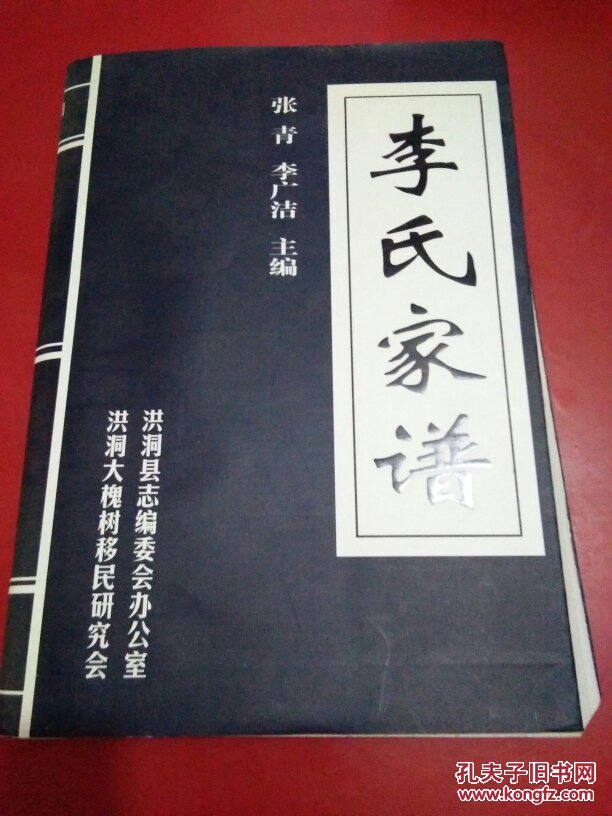 李氏家谱
张青 李广洁 主编
洪洞县志编委会办公室
洪洞大槐树移民研究会
孔夫子旧书网
www.kongfz.com